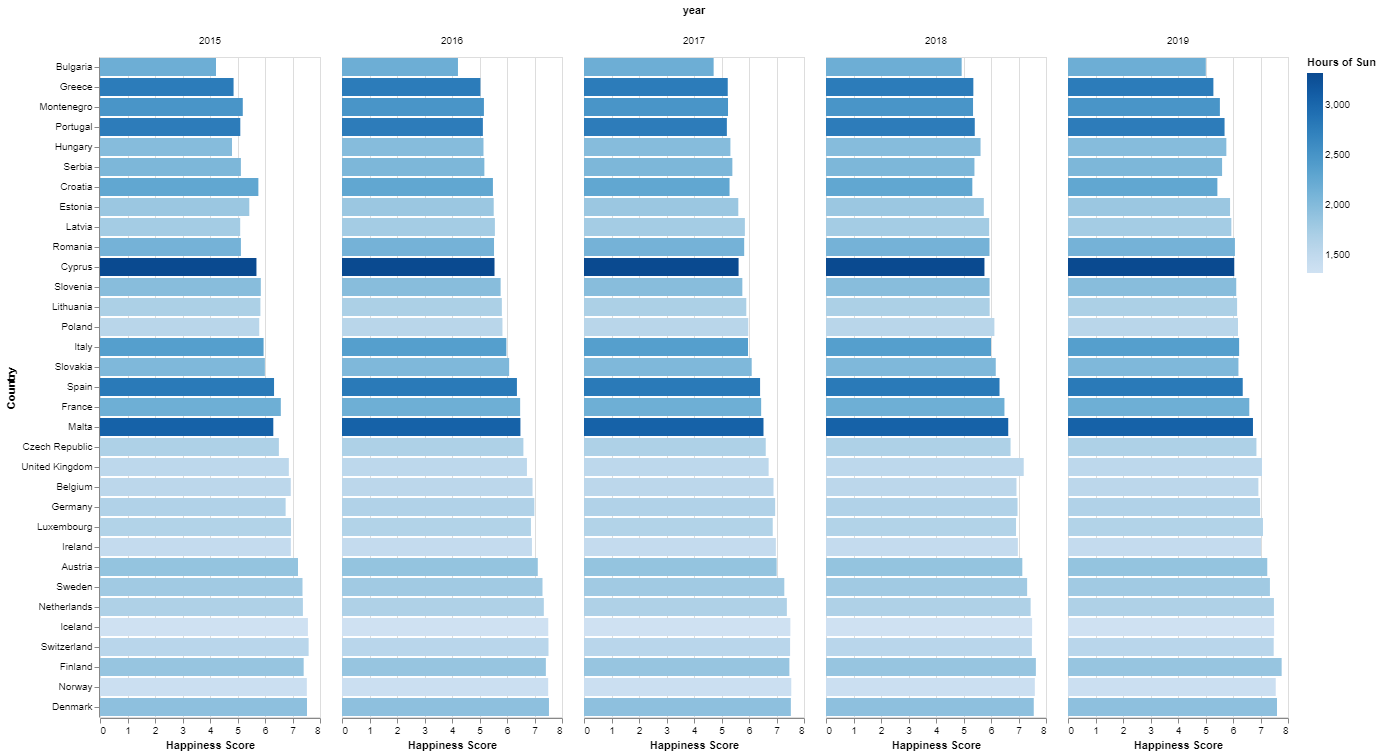 year
2015 2016 2017 2018 2019
Hours of Sun
3,000
2,500
2,000
1,500
Country
Bulgaria
Greece
Montenegro
Portugal
Hungary
Serbia
Croatia
Estonia
Latvia
Romania
Cyprus
Slovenia
Lithuania
Poland
Italy
Slovakia
Spain
France
Malta
Czech Republic
United Kingdom
Belgium
Germany
Luxembourg
Ireland
Austria
Sweden
Netherlands
Iceland
Switzerland
Finland
Norway
Denmark
0 1 2 3 4 5 6 7 8 0 1 2 3 4 5 6 7 8 0 1 2 3 4 5 6 7 8 0 1 2 3 4 5 6 7 8 0 1 2 3 4 5 6 7 8
Happiness Score Happiness Score Happiness Score Happiness Score Happiness Score